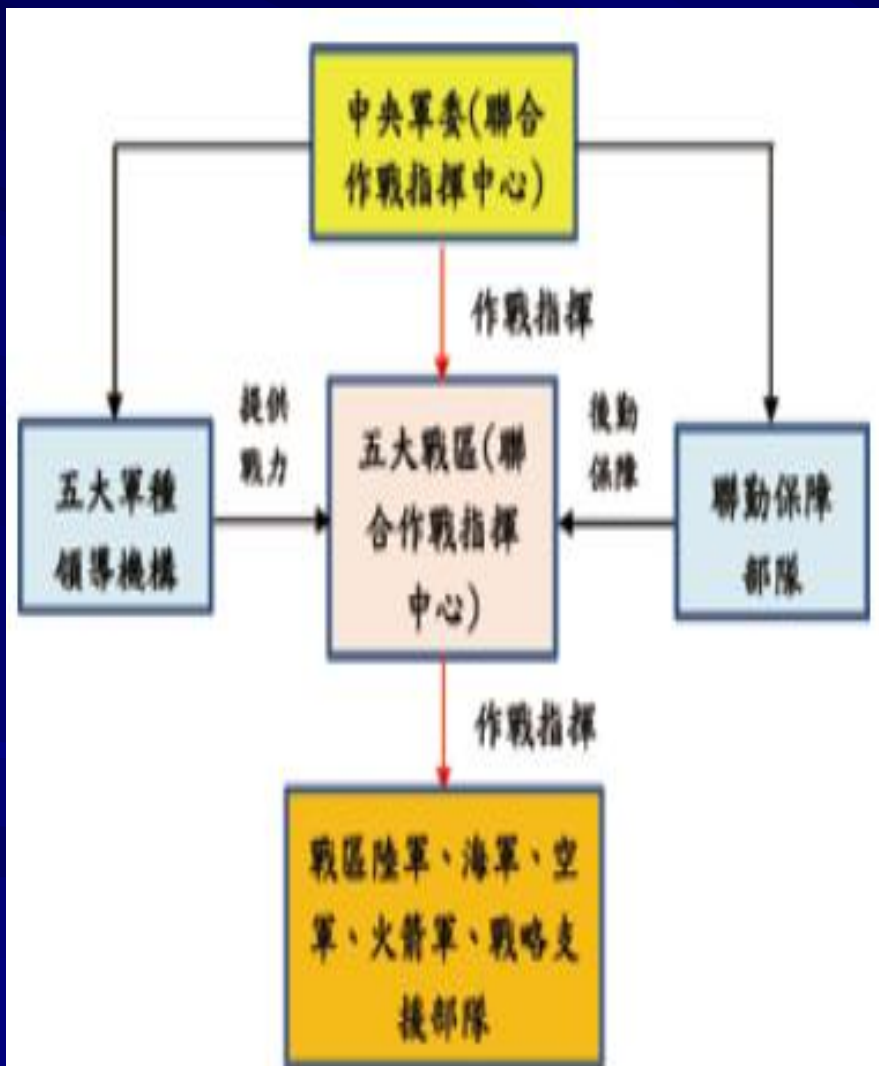 中央軍委(聯合
作戰指揮中心)
作戰指揮
提供
戰力
後勤
保障
五大軍種
領導機構
五大戰區(聯
合作戰指揮
中心)
聯勤保障
部隊
作戰指揮
戰區陸軍、海軍、空
軍、火箭軍、戰略支
援部隊